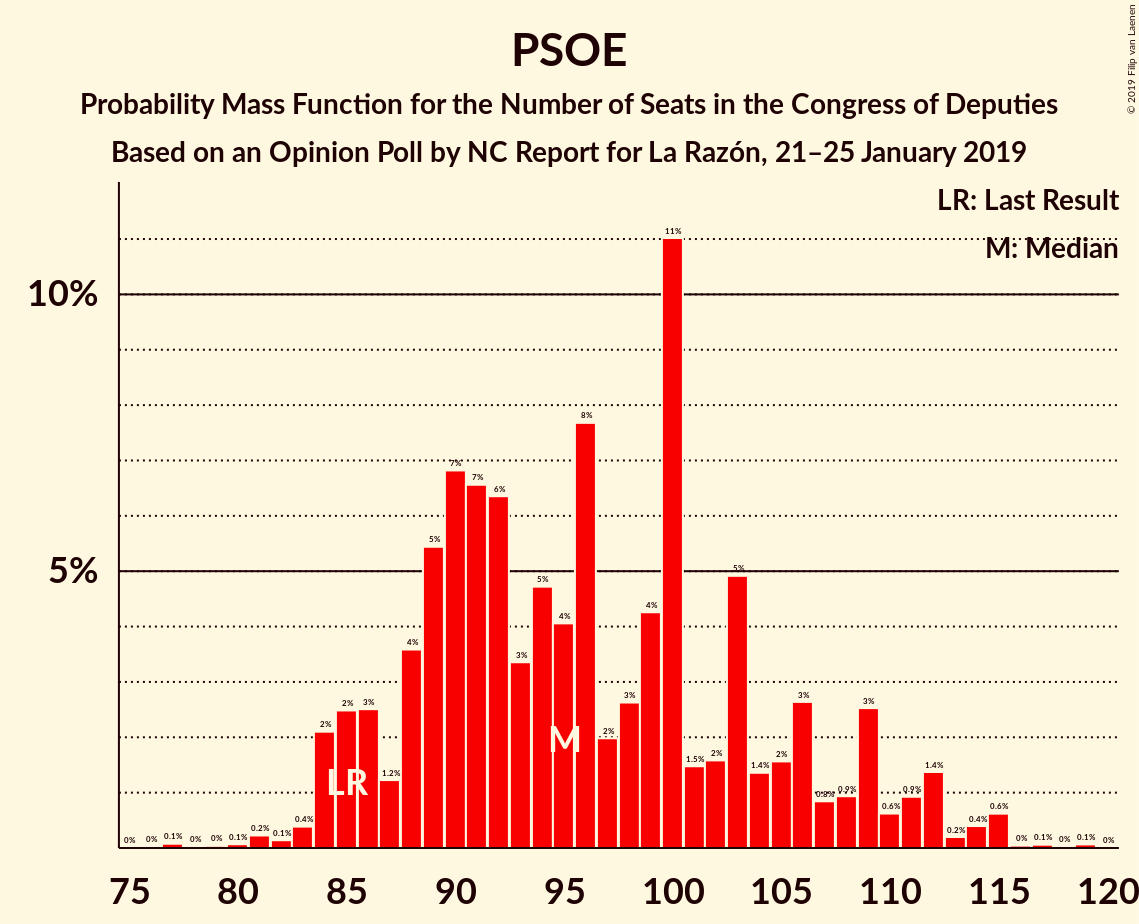 PSOE
Probability Mass Function for the Number of Seats in the Congress of Deputies
Based on an Opinion Poll by NC Report for La Razón, 21–25 January 2019
© 2019 Filip van Laenen
LR: Last Result
M: Median
10%
5%
0% 0% 0.1% 0% 0% 0.1% 0.2% 0.1% 0.4% 2% 2% 3% 1.2% 4% 5% 7% 7% 6% 3% 5% 4% 8% 2% 3% 4% 11% 1.5% 2% 5% 1.4% 2% 3% 0.8% 0.9% 3% 0.6% 0.9% 1.4% 0.2% 0.4% 0.6% 0% 0.1% 0% 0.1% 0%
LR
M
75 80 85 90 95 100 105 110 115 120